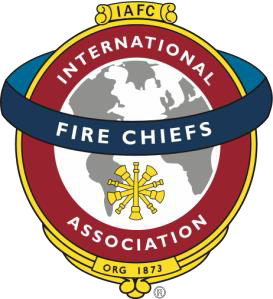 IAFC
INTERNATIONAL
FIRE CHIEFS
ASSOCIATION
ORG 1873
®